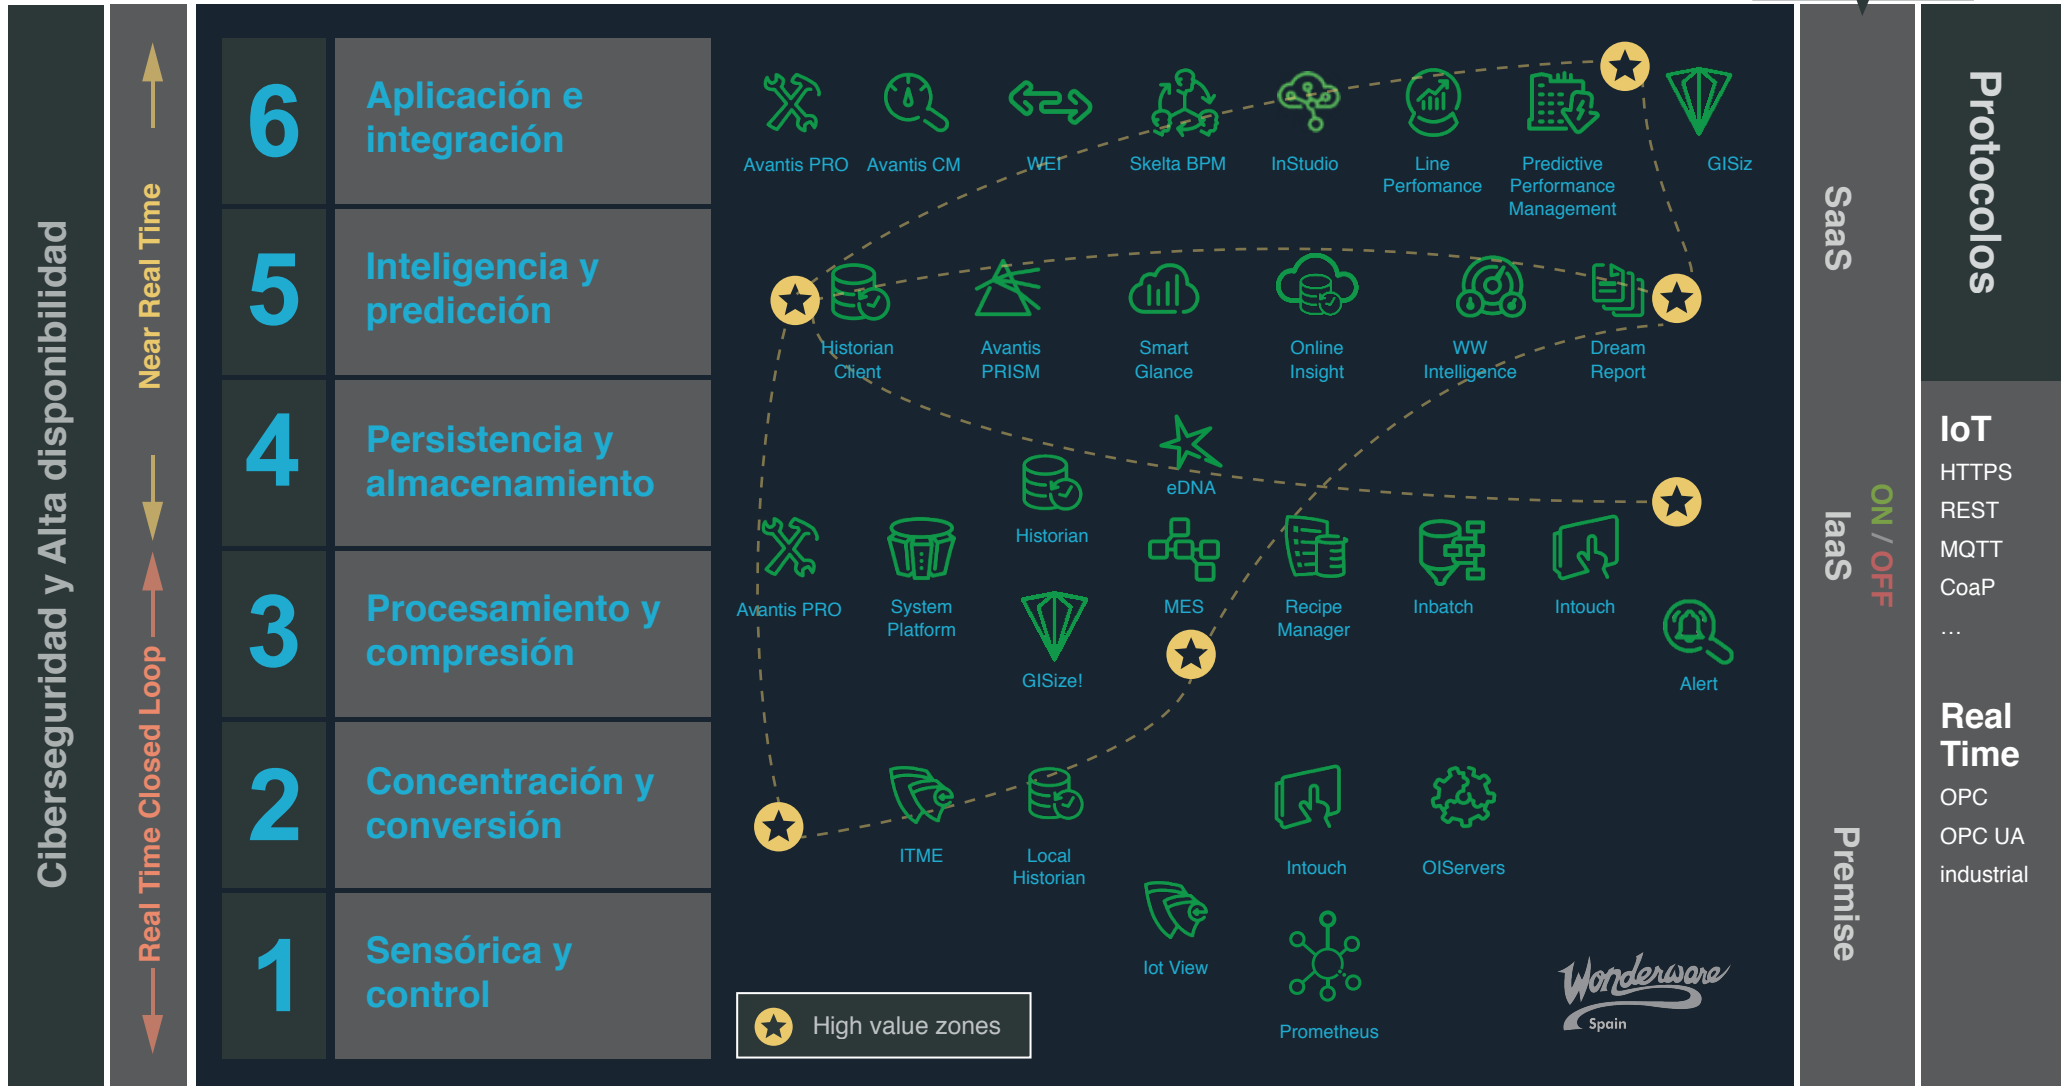 Ciberseguridad y Alta disponibilidad
Near Real Time
Real Time Closed Loop
6
Aplicación e
integración
Avantis PRO
Avantis CM
WEI
Skelta BPM
InStudio
Line
Perfomance
Predictive
Performance
Management
GISiz
5
Inteligencia y
predicción
Historian
Client
Avantis
PRISM
Smart
Glance
Online
Insight
WW
Intelligence
Dream
Report
4
Persistencia y
almacenamiento
Historian
eDNA
3
Procesamiento y
compresión
Avantis PRO
System
Platform
GISize!
MES
Recipe
Manager
Inbatch
Intouch
Alert
2
Concentración y
conversión
ITME
Local
Historian
Intouch
OIServers
1
Sensórica y
control
Iot View
Prometheus
High value zones
Wonderware
Spain
SaaS
IaaS
ON / OFF
Premise
Protocolos
IoT
HTTPS
REST
MQTT
CoaP
...
Real
Time
OPC
OPC UA
industrial